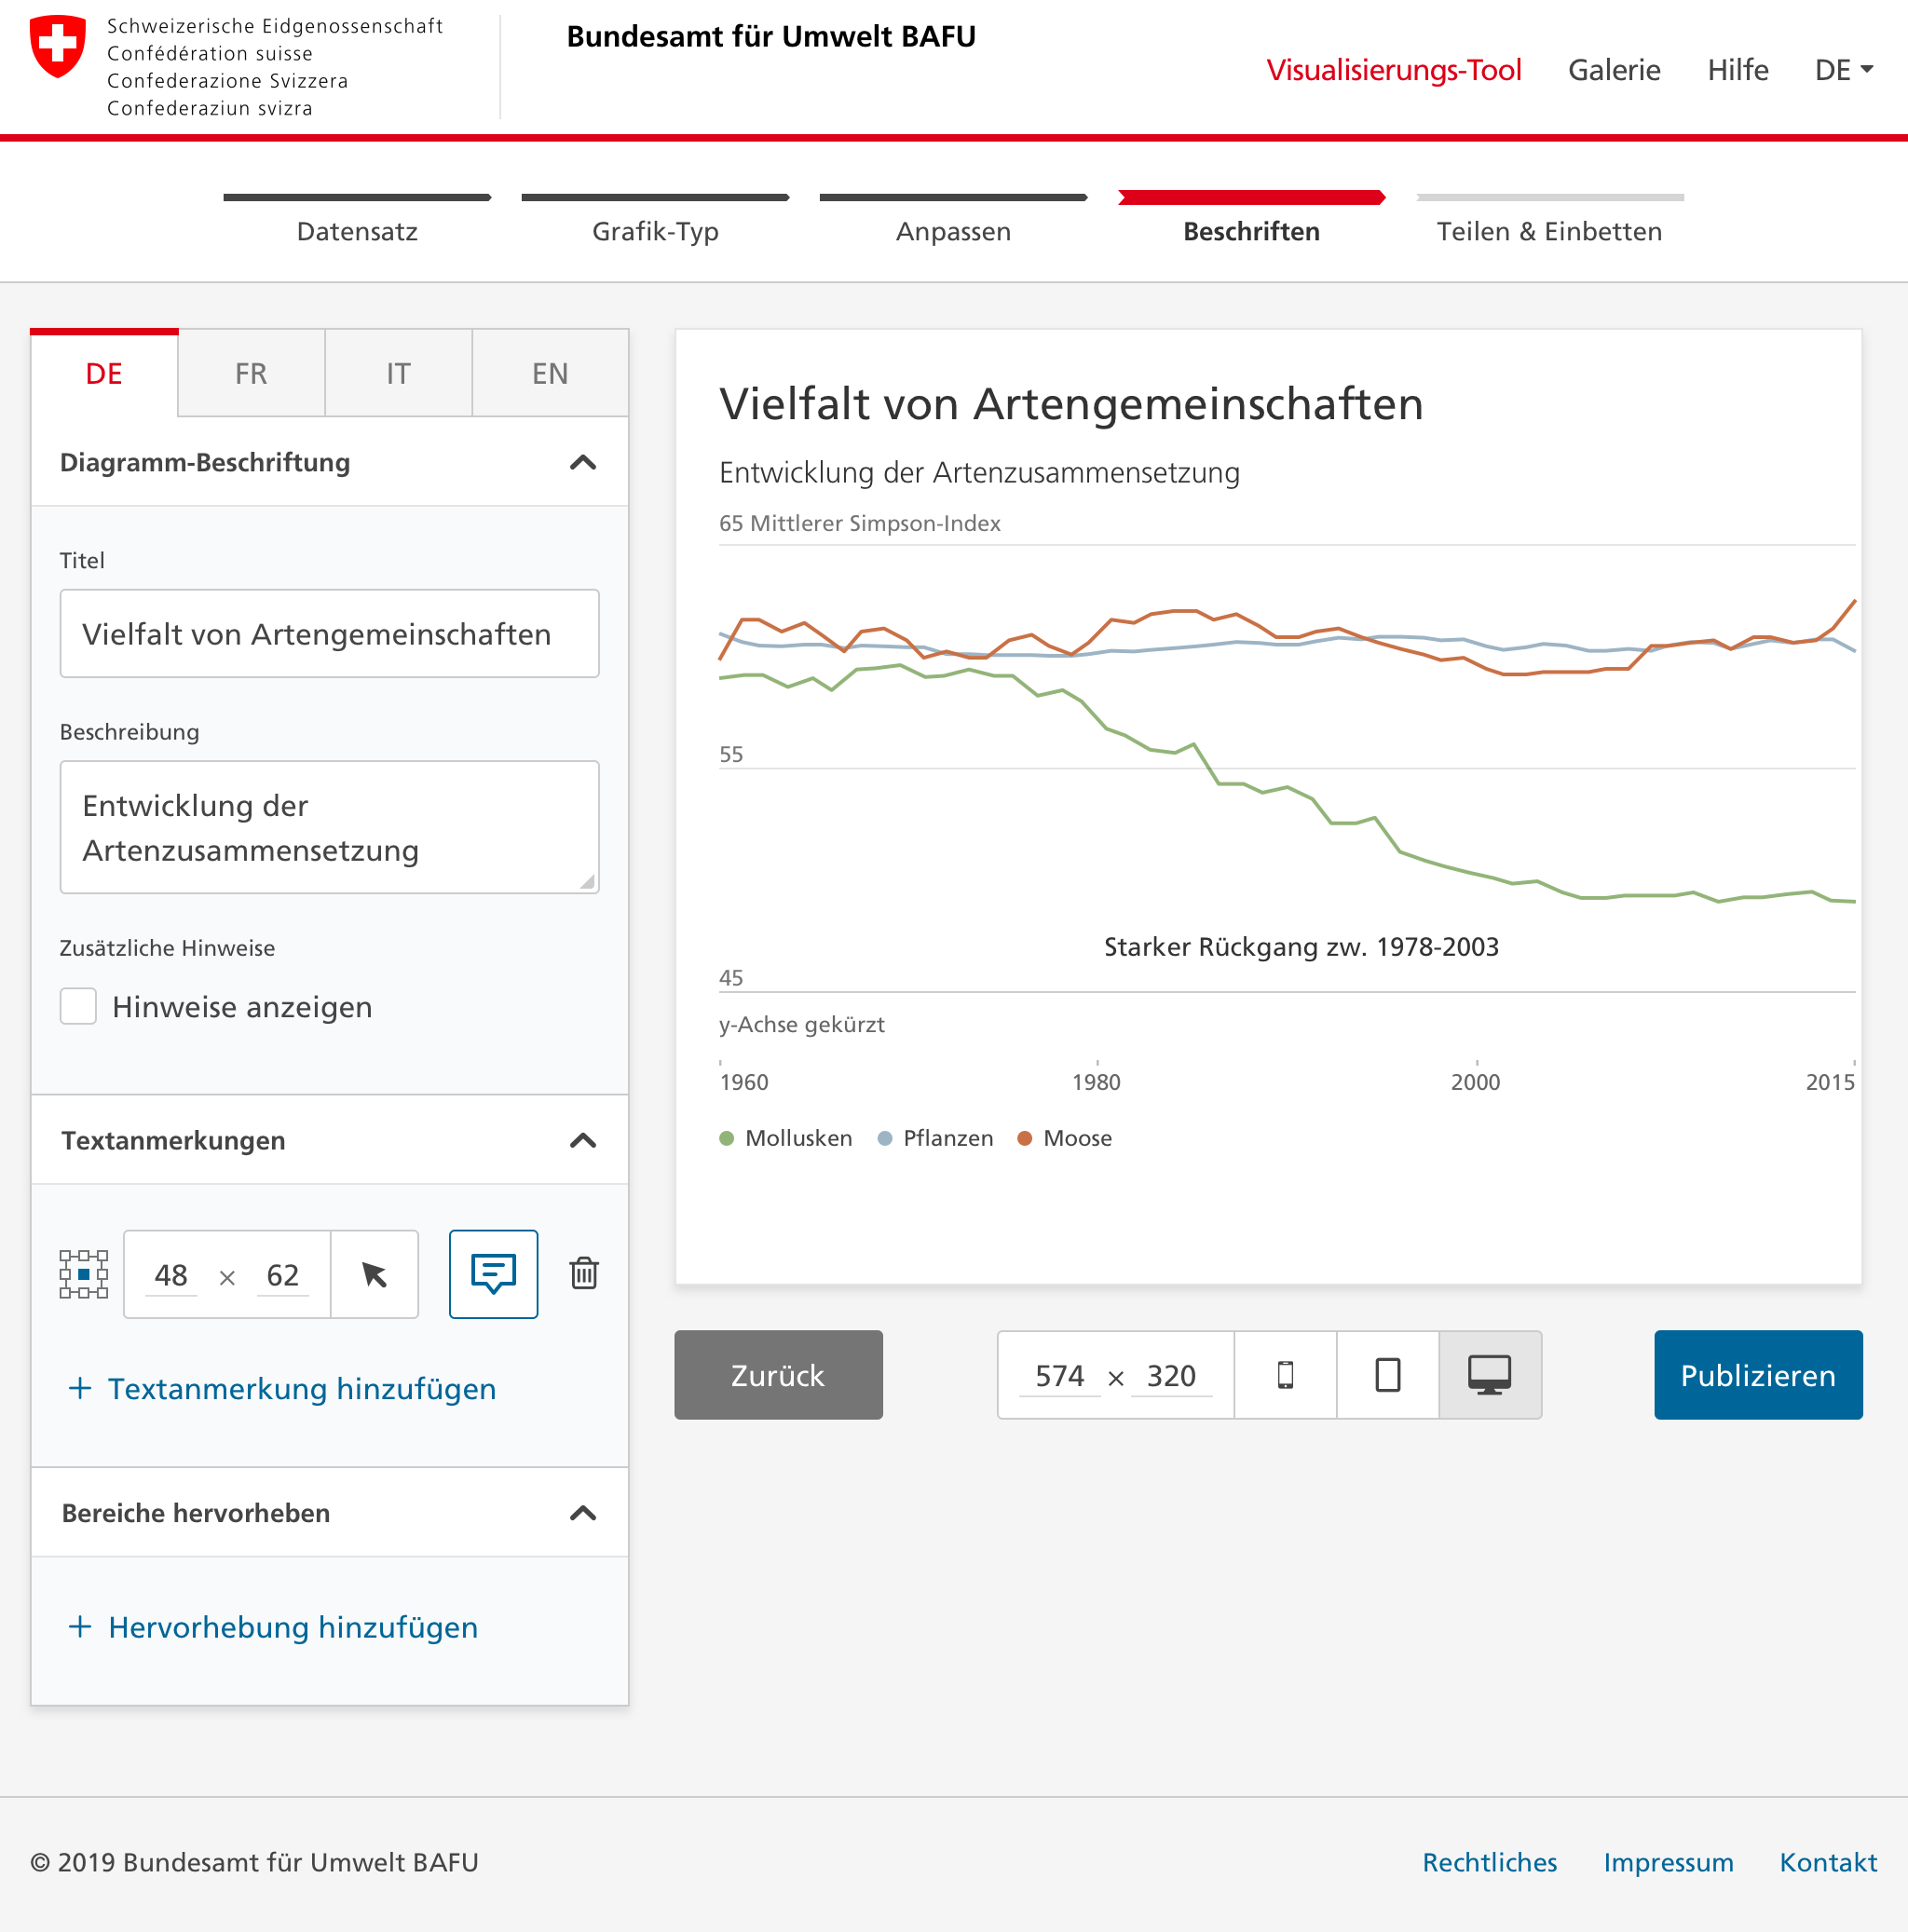 Schweizerische Eidgenossenschaft
Confédération suisse
Confederazione Svizzera
Confederaziun svizra
Bundesamt für Umwelt BAFU
Visualisierungs-Tool Galerie Hilfe DE
Datensatz Grafik-Typ Anpassen Beschriften Teilen & Einbetten
DE FR IT EN
Diagramm-Beschriftung
Titel
Vielfalt von Artengemeinschaften
Beschreibung
Entwicklung der
Artenzusammensetzung
Zusätzliche Hinweise
Hinweise anzeigen
Textanmerkungen
48 × 62
+ Textanmerkung hinzufügen
Bereiche hervorheben
+ Hervorhebung hinzufügen
Vielfalt von Artengemeinschaften
Entwicklung der Artenzusammensetzung
65 Mittlerer Simpson-Index
55
Starker Rückgang zw. 1978-2003
45
y-Achse gekürzt
1960 1980 2000 2015
Mollusken Pflanzen Moose
Zurück 574 × 320 Publizieren
© 2019 Bundesamt für Umwelt BAFU
Rechtliches Impressum Kontakt